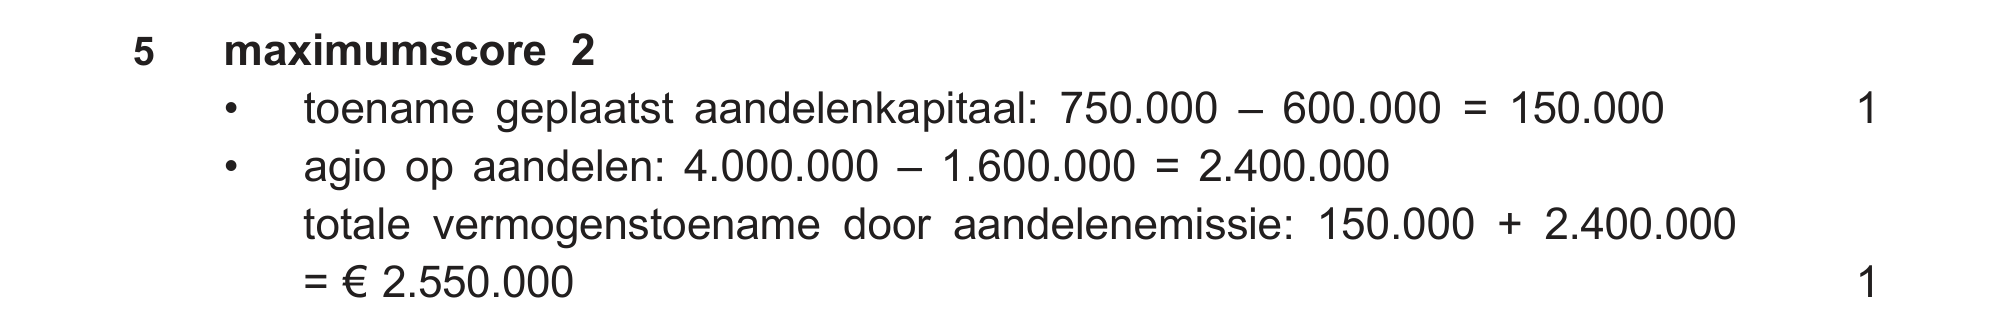 5 maximumscore 2
• toename geplaatst aandelenkapitaal: 750.000 – 600.000 = 150.000 1
• agio op aandelen: 4.000.000 – 1.600.000 = 2.400.000
totale vermogenstoename door aandelenemissie: 150.000 + 2.400.000
= € 2.550.000 1